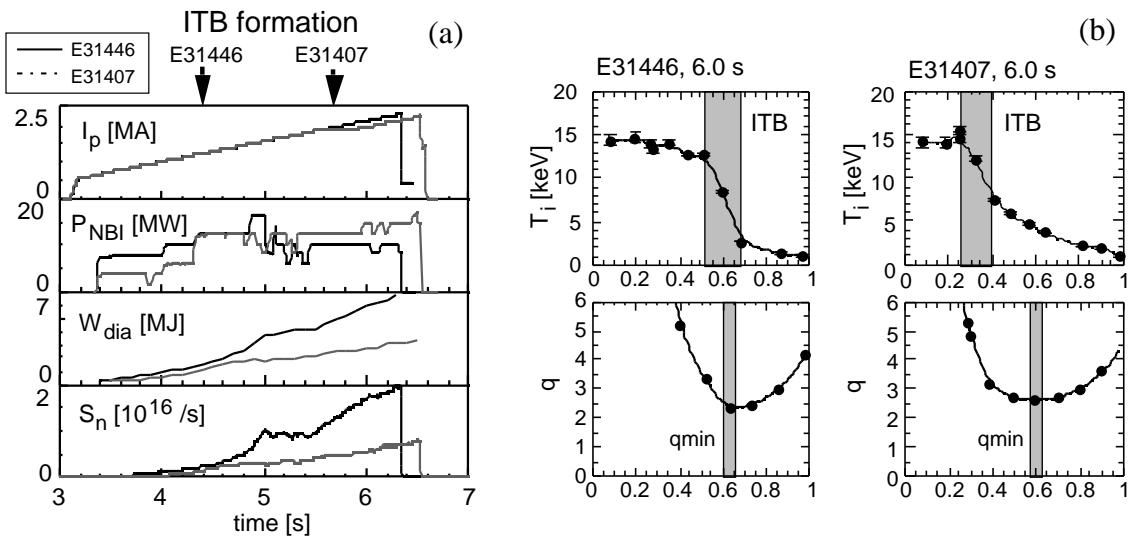 ITB formation
(a)
E31446
E31407
E31446
E31407
2.5
I_p [MA]
0
20
P_NBI [MW]
0
7
W_dia [MJ]
0
2
S_n [10^16 /s]
0
3 4 5 6 7
time [s]
(b)
E31446, 6.0 s
20
15
10
5
0
T_i [keV]
ITB
0 0.2 0.4 0.6 0.8 1
E31407, 6.0 s
20
15
10
5
0
T_i [keV]
ITB
0 0.2 0.4 0.6 0.8 1
6
5
4
3
2
1
0
q
qmin
0 0.2 0.4 0.6 0.8 1
6
5
4
3
2
1
0
q
qmin
0 0.2 0.4 0.6 0.8 1